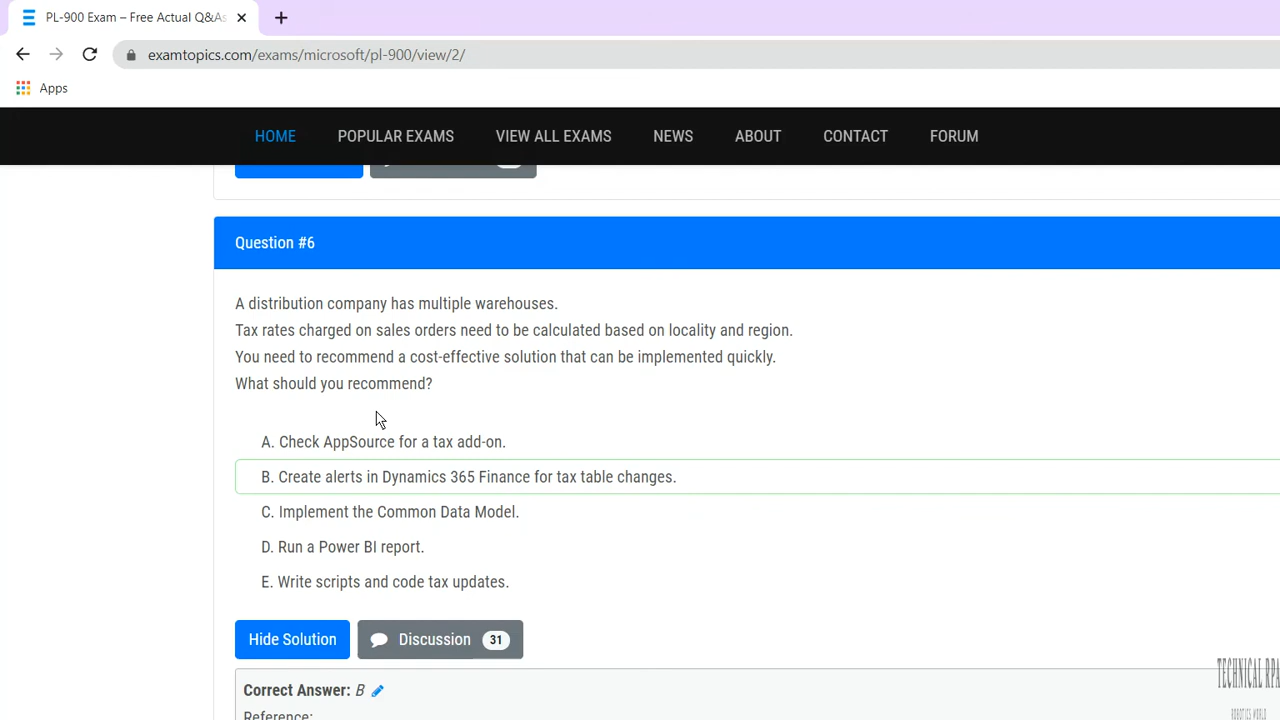 PL-900 Exam – Free Actual Q&As
examtopics.com/exams/microsoft/pl-900/view/2/
Apps
HOME POPULAR EXAMS VIEW ALL EXAMS NEWS ABOUT CONTACT FORUM
Question #6
A distribution company has multiple warehouses.
Tax rates charged on sales orders need to be calculated based on locality and region.
You need to recommend a cost-effective solution that can be implemented quickly.
What should you recommend?
A. Check AppSource for a tax add-on.
B. Create alerts in Dynamics 365 Finance for tax table changes.
C. Implement the Common Data Model.
D. Run a Power BI report.
E. Write scripts and code tax updates.
Hide Solution Discussion 31
TECHNICAL RPA
Correct Answer: B
ROBOTICS WORLD
Reference: